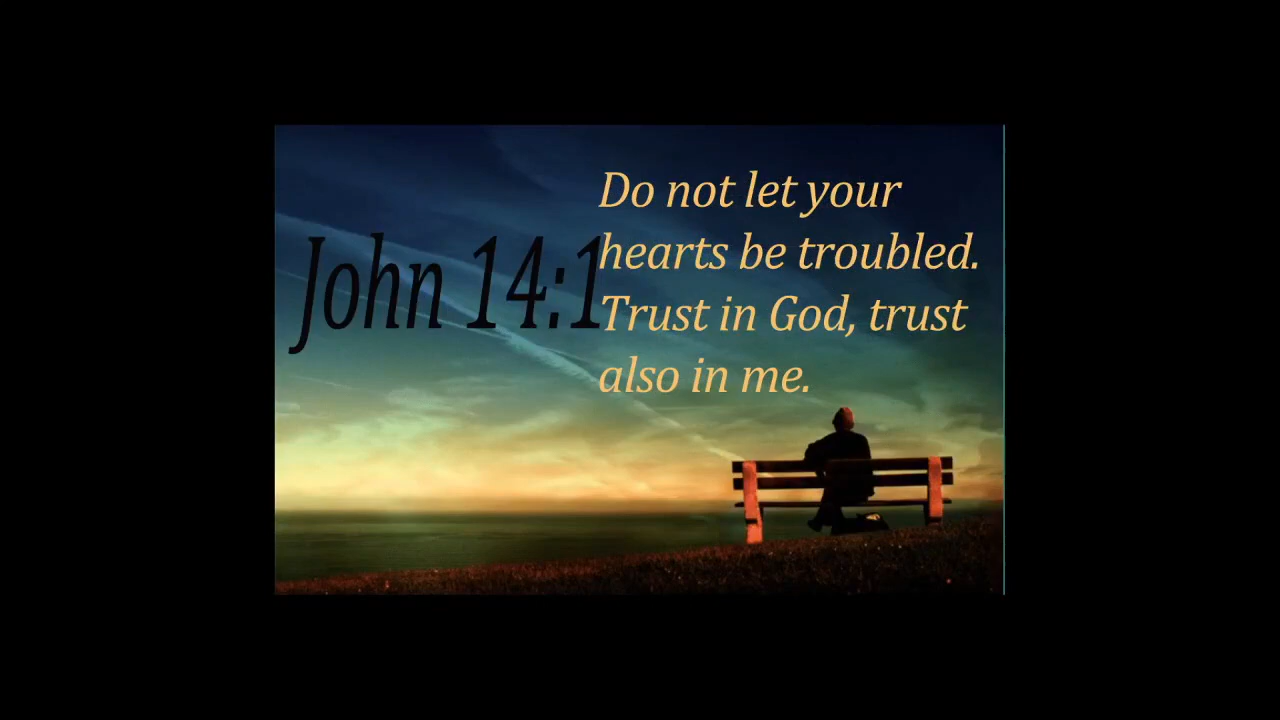 John 14:1
Do not let your
hearts be troubled.
Trust in God, trust
also in me.